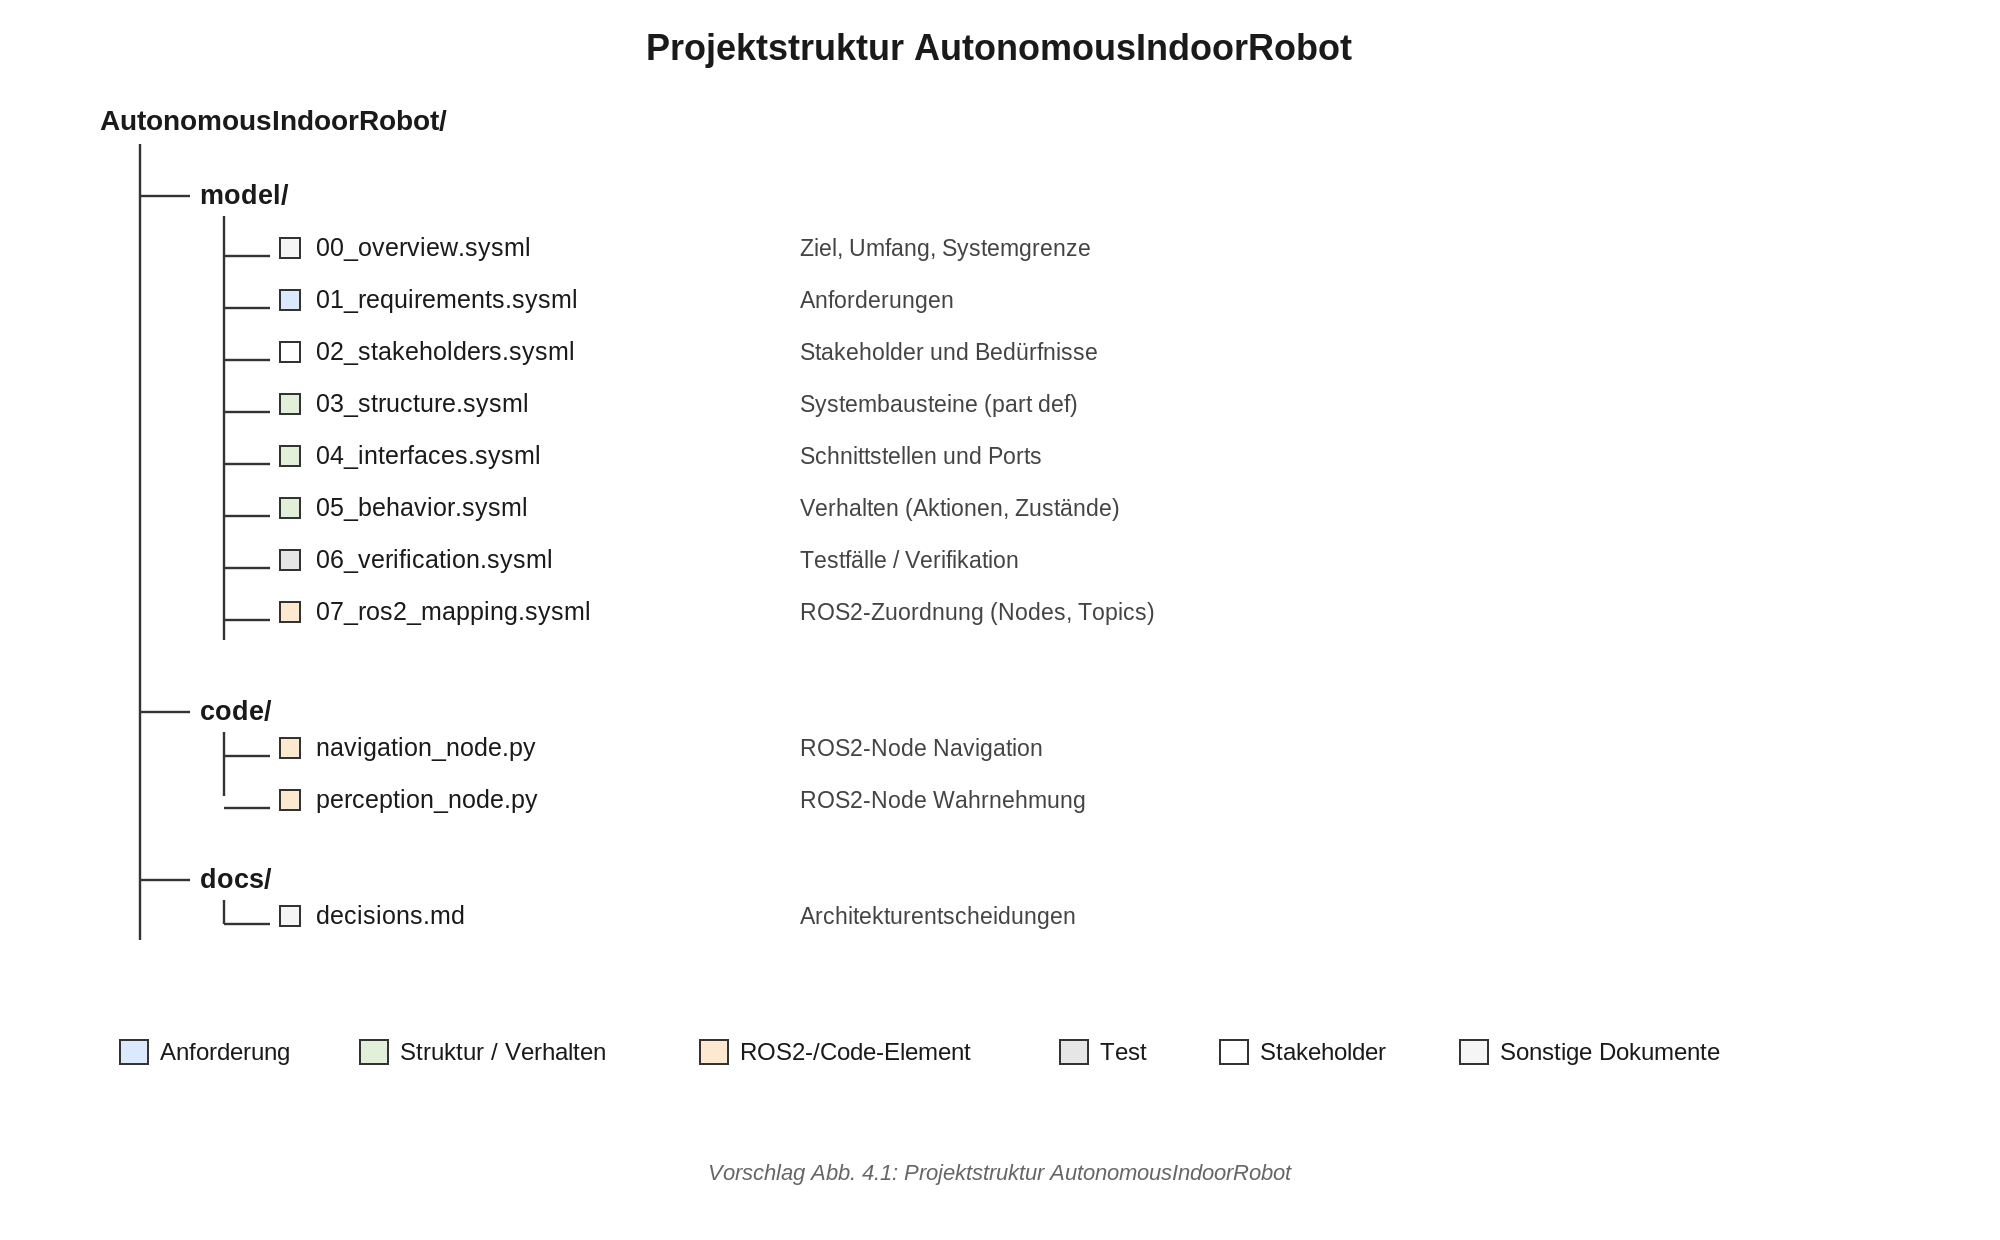 Projektstruktur AutonomousIndoorRobot
AutonomousIndoorRobot/
model/
00_overview.sysml Ziel, Umfang, Systemgrenze
01_requirements.sysml Anforderungen
02_stakeholders.sysml Stakeholder und Bedürfnisse
03_structure.sysml Systembausteine (part def)
04_interfaces.sysml Schnittstellen und Ports
05_behavior.sysml Verhalten (Aktionen, Zustände)
06_verification.sysml Testfälle / Verifikation
07_ros2_mapping.sysml ROS2-Zuordnung (Nodes, Topics)
code/
navigation_node.py ROS2-Node Navigation
perception_node.py ROS2-Node Wahrnehmung
docs/
decisions.md Architekturentscheidungen
Anforderung Struktur / Verhalten ROS2-/Code-Element Test Stakeholder Sonstige Dokumente
Vorschlag Abb. 4.1: Projektstruktur AutonomousIndoorRobot